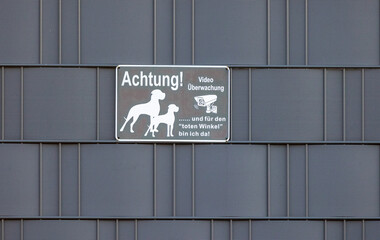 Achtung!
Video
Überwachung
......und für den
"toten Winkel"
bin ich da!